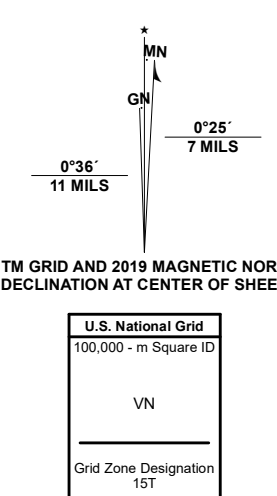 ★
MN
GN
0°25´
7 MILS
0°36´
11 MILS
TM GRID AND 2019 MAGNETIC NOR
DECLINATION AT CENTER OF SHEE
U.S. National Grid
100,000 - m Square ID
VN
Grid Zone Designation
15T